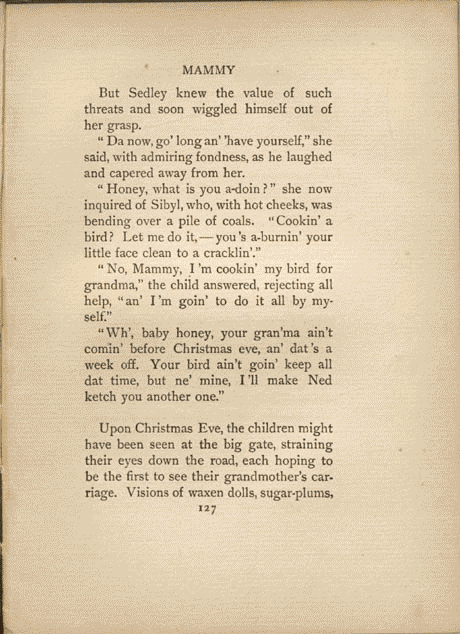 MAMMY
But Sedley knew the value of such
threats and soon wiggled himself out of
her grasp.
“ Da now, go’ long an’ ’have yourself,” she
said, with admiring fondness, as he laughed
and capered away from her.
“ Honey, what is you a-doin ? ” she now
inquired of Sibyl, who, with hot cheeks, was
bending over a pile of coals. “Cookin’ a
bird? Let me do it,—you ’s a-burnin’ your
little face clean to a cracklin’.”
“ No, Mammy, I ’m cookin’ my bird for
grandma,” the child answered, rejecting all
help, “an’ I’m goin’ to do it all by my-
self.”
“Wh’, baby honey, your gran’ma ain’t
comin’ before Christmas eve, an’ dat ’s a
week off. Your bird ain’t goin’ keep all
dat time, but ne’ mine, I ’ll make Ned
ketch you another one.”
Upon Christmas Eve, the children might
have been seen at the big gate, straining
their eyes down the road, each hoping to
be the first to see their grandmother’s car-
riage. Visions of waxen dolls, sugar-plums,
127